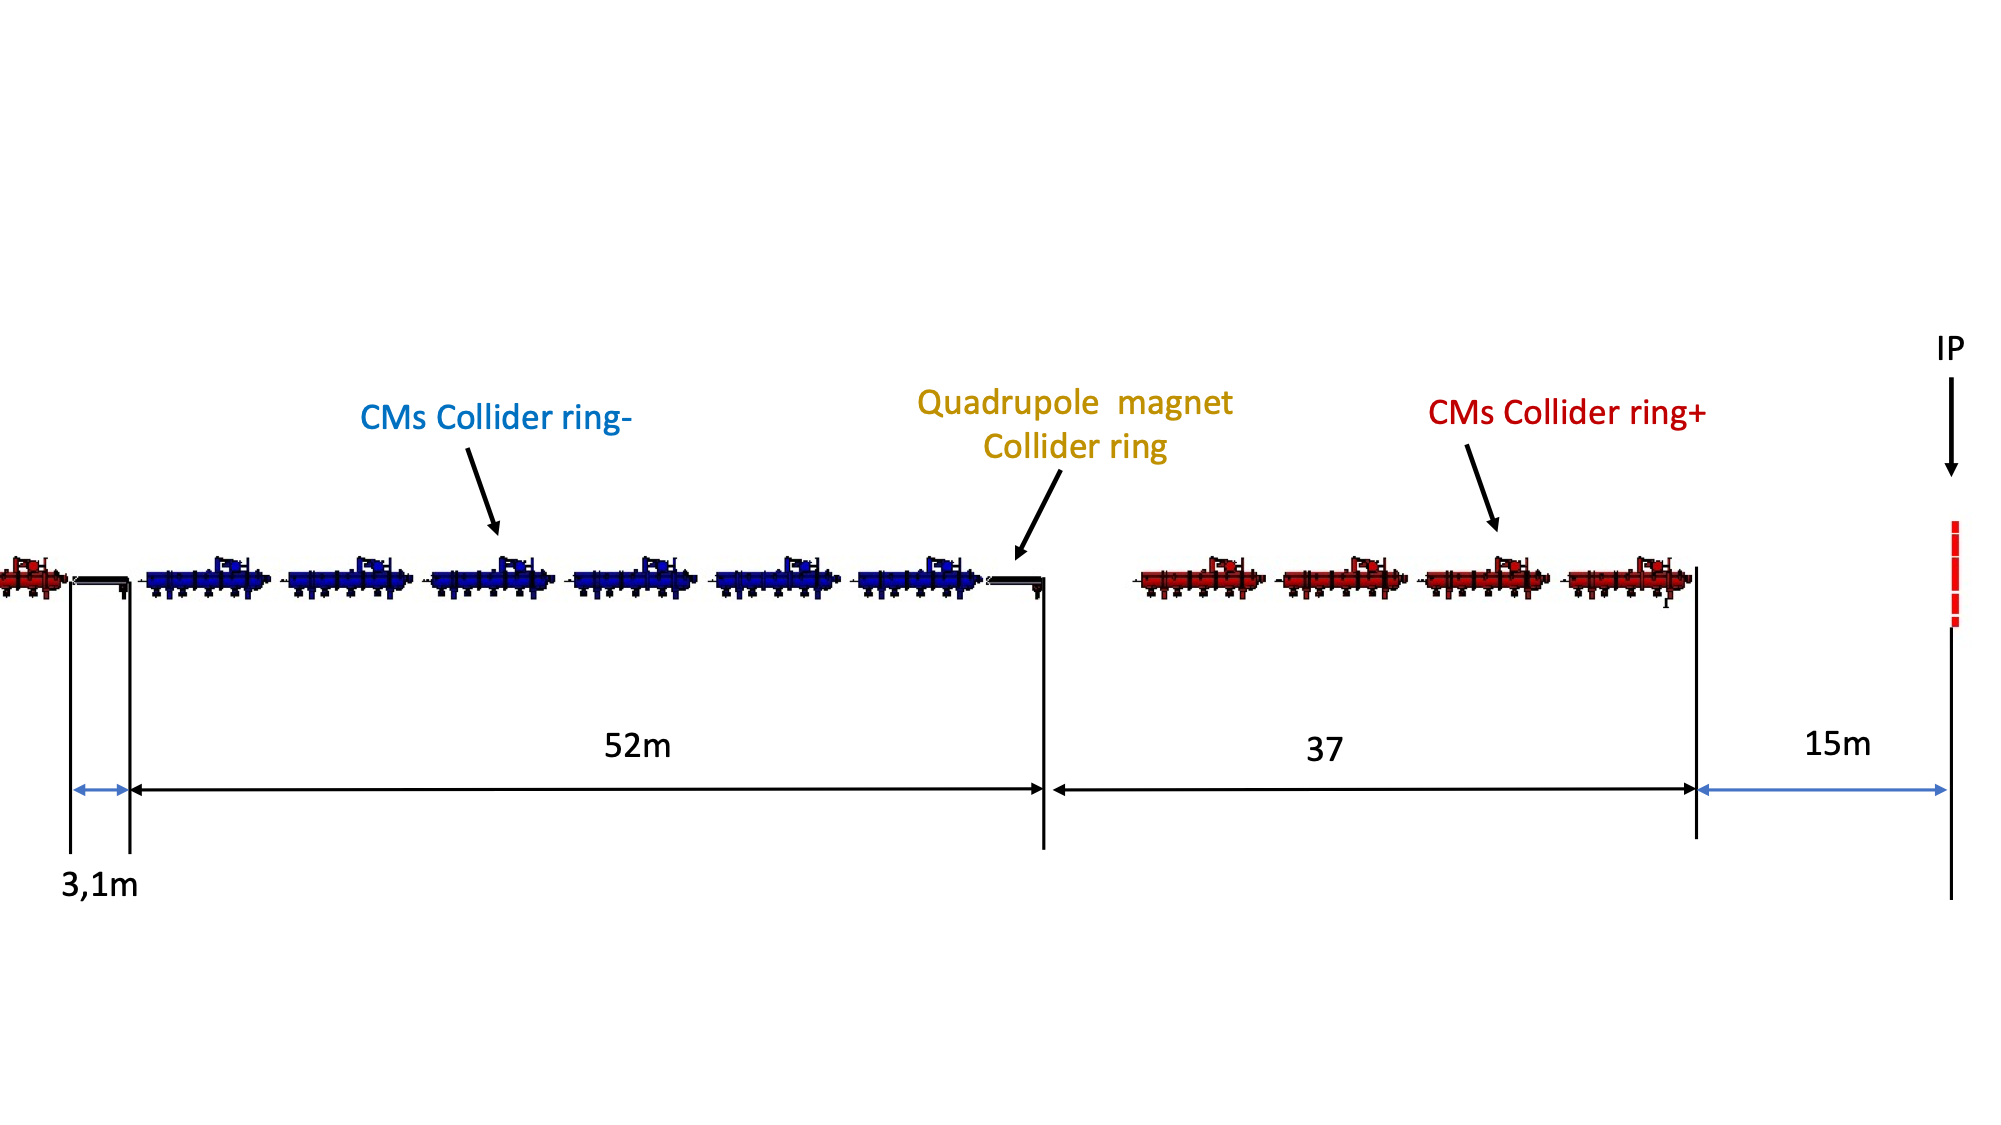 IP
CMs Collider ring-
Quadrupole magnet
Collider ring
CMs Collider ring+
52m
37
15m
3,1m